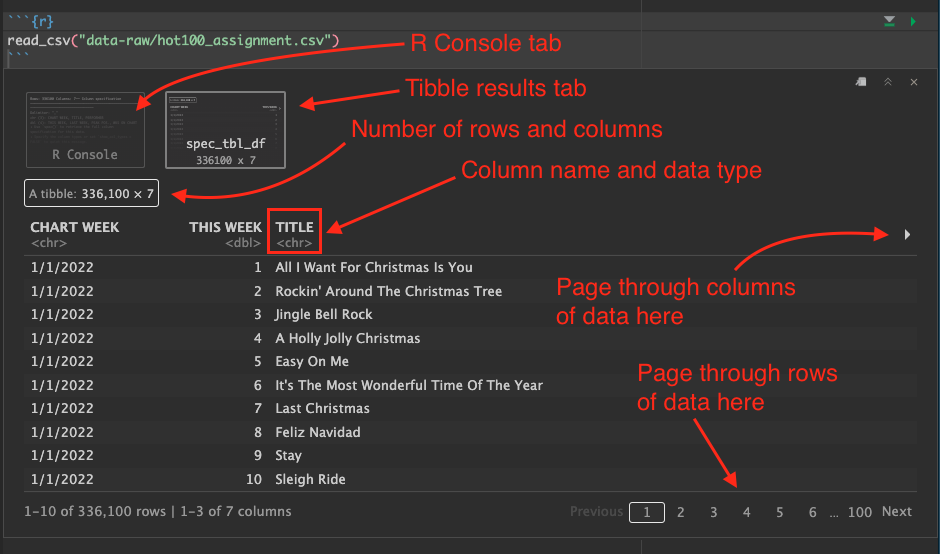 ```{r}
read_csv("data-raw/hot100_assignment.csv")
```
R Console tab
Tibble results tab
R Console
spec_tbl_df
336100 x 7
Number of rows and columns
A tibble: 336,100 × 7
Column name and data type
CHART WEEK THIS WEEK TITLE
<chr> <dbl> <chr>
1/1/2022 1 All I Want For Christmas Is You
1/1/2022 2 Rockin' Around The Christmas Tree
1/1/2022 3 Jingle Bell Rock
1/1/2022 4 A Holly Jolly Christmas
1/1/2022 5 Easy On Me
1/1/2022 6 It's The Most Wonderful Time Of The Year
1/1/2022 7 Last Christmas
1/1/2022 8 Feliz Navidad
1/1/2022 9 Stay
1/1/2022 10 Sleigh Ride
Page through columns
of data here
Page through rows
of data here
1-10 of 336,100 rows | 1-3 of 7 columns
Previous 1 2 3 4 5 6 ... 100 Next